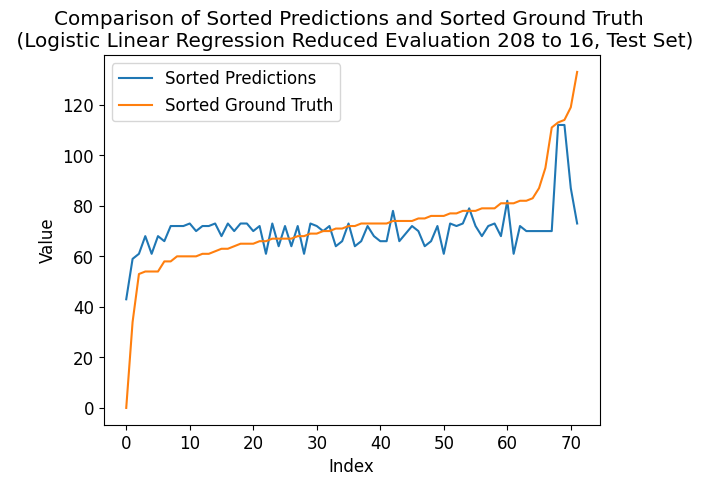 Comparison of Sorted Predictions and Sorted Ground Truth
(Logistic Linear Regression Reduced Evaluation 208 to 16, Test Set)
Sorted Predictions
Sorted Ground Truth
Value
120
100
80
60
40
20
0
0 10 20 30 40 50 60 70
Index